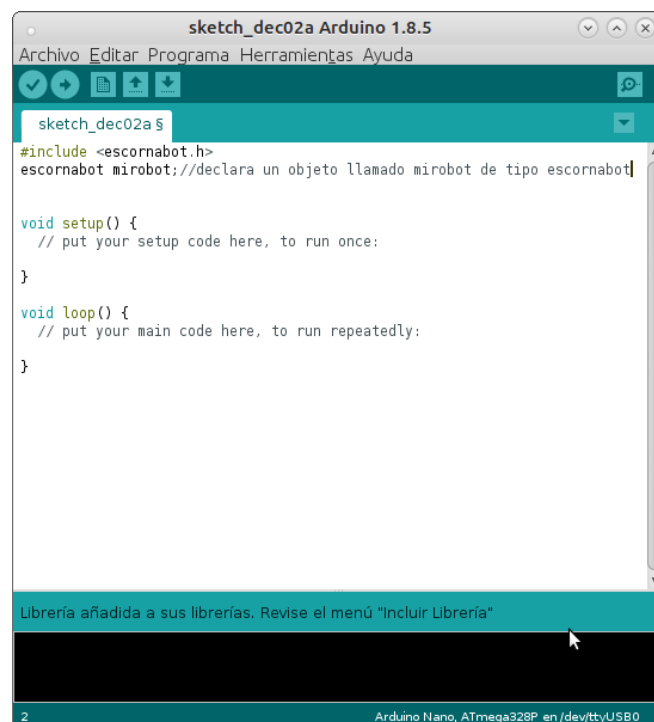 sketch_dec02a Arduino 1.8.5
Archivo Editar Programa Herramientas Ayuda
sketch_dec02a §
#include <escornabot.h>
escornabot mirobot;//declara un objeto llamado mirobot de tipo escornabot
void setup() {
// put your setup code here, to run once:
}
void loop() {
// put your main code here, to run repeatedly:
}
Librería añadida a sus librerías. Revise el menú "Incluir Librería"
2 Arduino Nano, ATmega328P en /dev/ttyUSB0